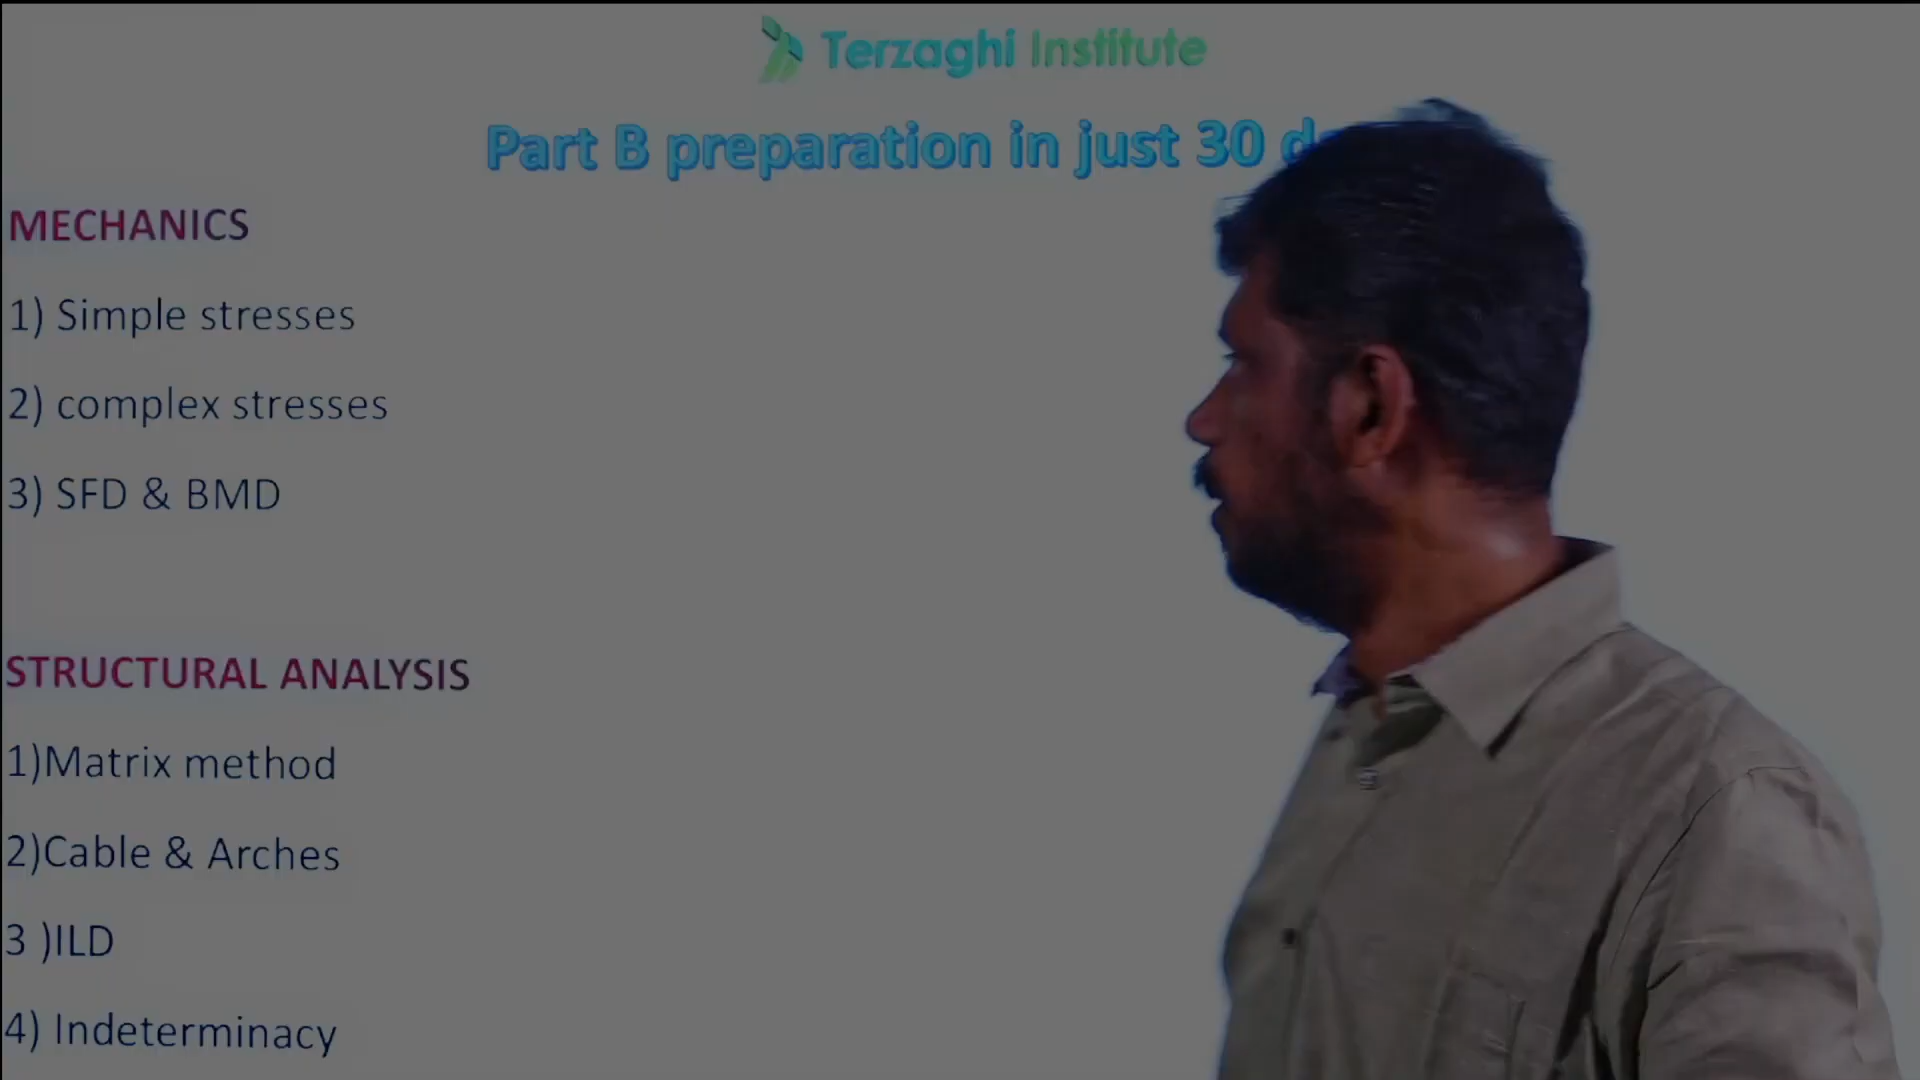 Terzaghi Institute
Part B preparation in just 30
MECHANICS
1) Simple stresses
2) complex stresses
3) SFD & BMD
STRUCTURAL ANALYSIS
1)Matrix method
2)Cable & Arches
3 )ILD
4) Indeterminacy